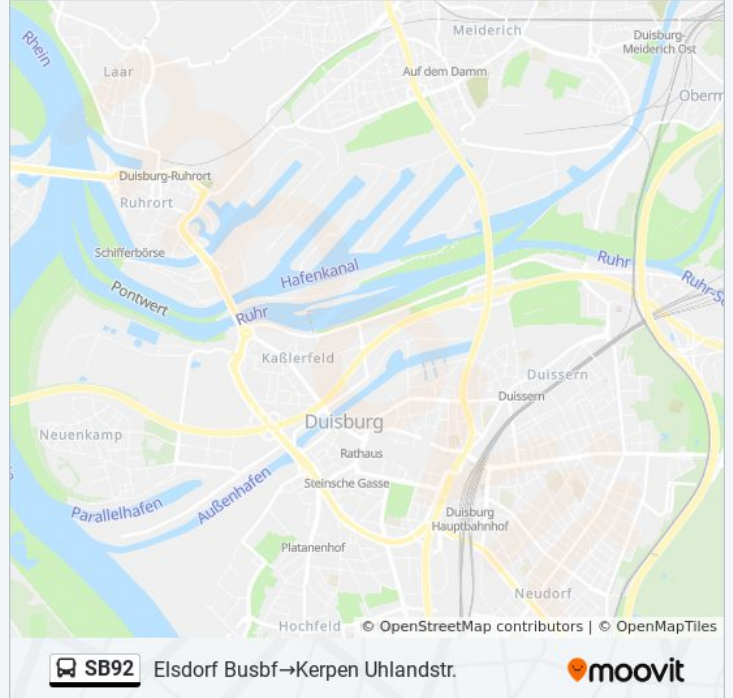 Rhein
Meiderich
Duisburg-
Meiderich Ost
Laar
Auf dem Damm
Oberm
Duisburg-Ruhrort
Ruhrort
Schifferbörse
Hafenkanal
Ruhr
Ruhr-S
Pontwert
Ruhr
Kaßlerfeld
Duissern
Duissern
Duisburg
Neuenkamp
Rathaus
Steinsche Gasse
Außenhafen
Parallelhafen
Duisburg
Hauptbahnhof
Platanenhof
Neudorf
Hochfeld
© OpenStreetMap contributors | © OpenMapTiles
SB92 Elsdorf Busbf→Kerpen Uhlandstr. moovit